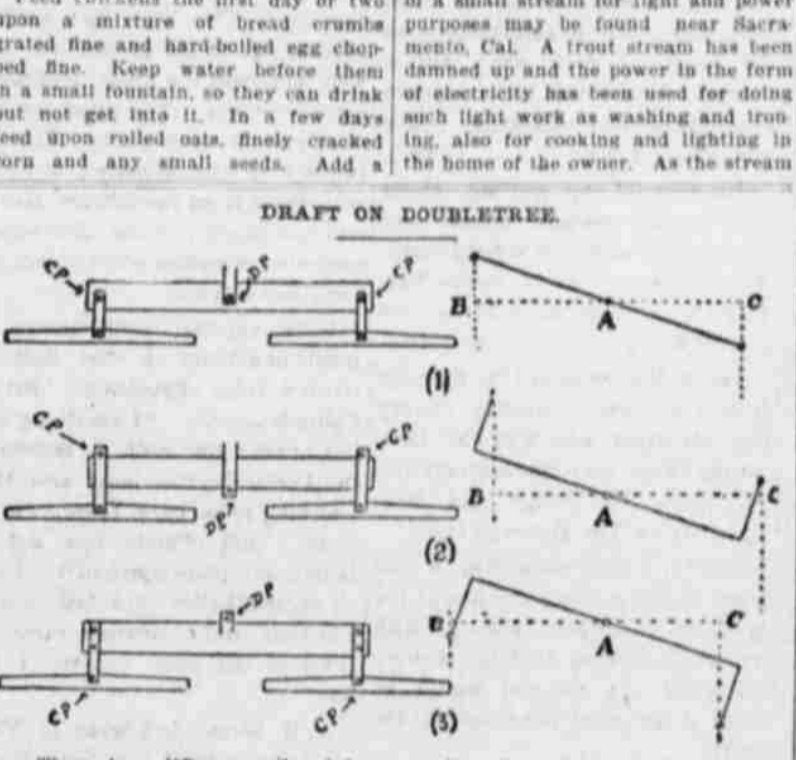 upon a mixture of bread crumbs
grated fine and hard-boiled egg chop-
ped fine. Keep water before them
in a small fountain, so they can drink
but not get into it. In a few days
feed upon rolled oats, finely cracked
corn and any small seeds. Add a
of a small stream for light and power
purposes may be found near Sacra-
mento, Cal. A trout stream has been
damned up and the power in the form
of electricity has been used for doing
such light work as washing and iron-
ing, also for cooking and lighting in
the home of the owner. As the stream
DRAFT ON DOUBLETREE.
CP DP CP
B A C
(1)
CP DP CP
B A C
(2)
DP
CP CP
B A C
(3)